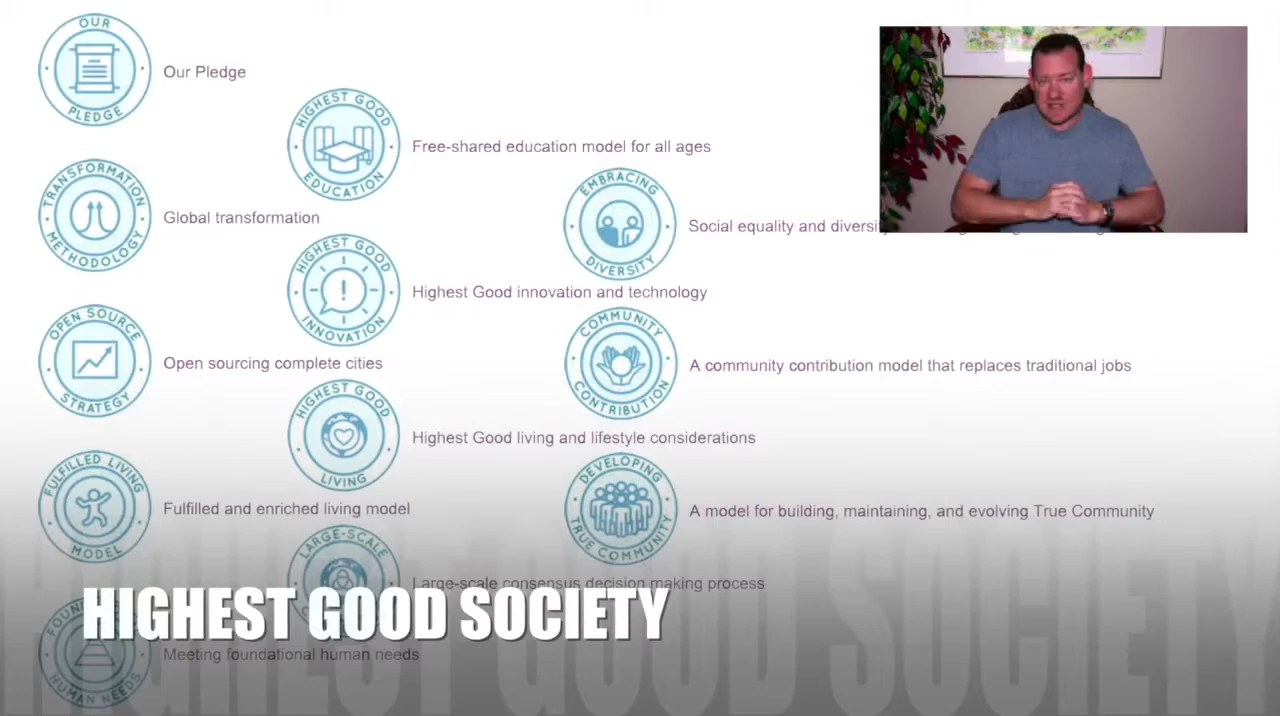 OUR
PLEDGE
Our Pledge
HIGHEST GOOD
EDUCATION
Free-shared education model for all ages
TRANSFORMATION
METHODOLOGY
Global transformation
EMBRACING
DIVERSITY
Social equality and diversity
HIGHEST GOOD
INNOVATION
Highest Good innovation and technology
OPEN SOURCE
STRATEGY
Open sourcing complete cities
COMMUNITY
CONTRIBUTION
A community contribution model that replaces traditional jobs
HIGHEST GOOD
LIVING
Highest Good living and lifestyle considerations
FULFILLED LIVING
MODEL
Fulfilled and enriched living model
DEVELOPING
TRUE COMMUNITY
A model for building, maintaining, and evolving True Community
LARGE-SCALE
Large-scale consensus decision making process
HUMAN NEEDS
Meeting foundational human needs
HIGHEST GOOD SOCIETY
HIGHEST GOOD SOCIETY